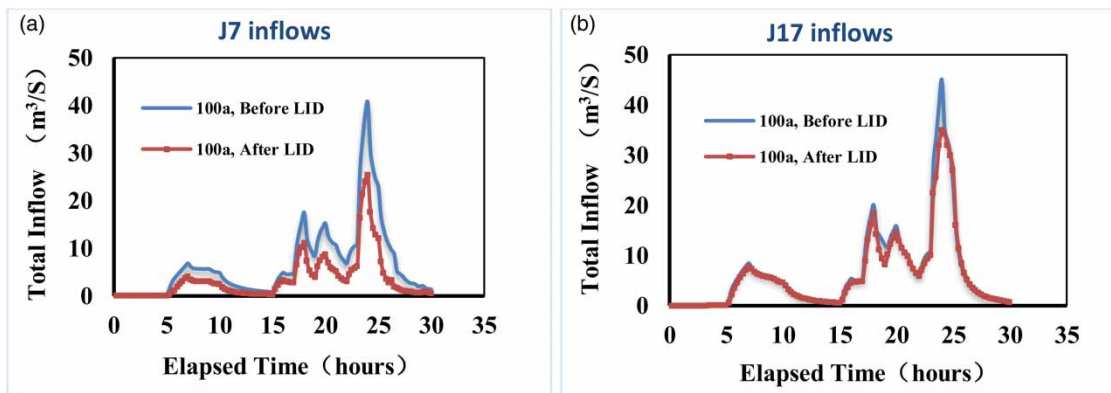 (a)
J7 inflows
Total Inflow （m³/S）
50
40
30
20
10
0
100a, Before LID
100a, After LID
0 5 10 15 20 25 30 35
Elapsed Time（hours）
(b)
J17 inflows
Total Inflow （m³/S）
50
40
30
20
10
0
100a, Before LID
100a, After LID
0 5 10 15 20 25 30 35
Elapsed Time（hours）